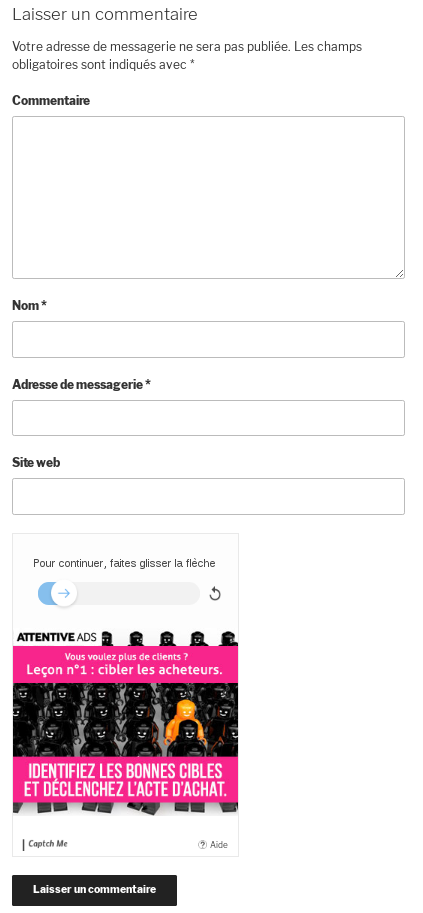 Laisser un commentaire
Votre adresse de messagerie ne sera pas publiée. Les champs
obligatoires sont indiqués avec *
Commentaire
Nom *
Adresse de messagerie *
Site web
Pour continuer, faites glisser la flèche
ATTENTIVE ADS
Vous voulez plus de clients ?
Leçon n°1 : cibler les acheteurs.
IDENTIFIEZ LES BONNES CIBLES
ET DÉCLENCHEZ L'ACTE D'ACHAT.
Captch Me
? Aide
Laisser un commentaire